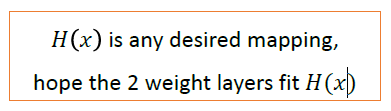 H(x) is any desired mapping,
hope the 2 weight layers fit H(x)